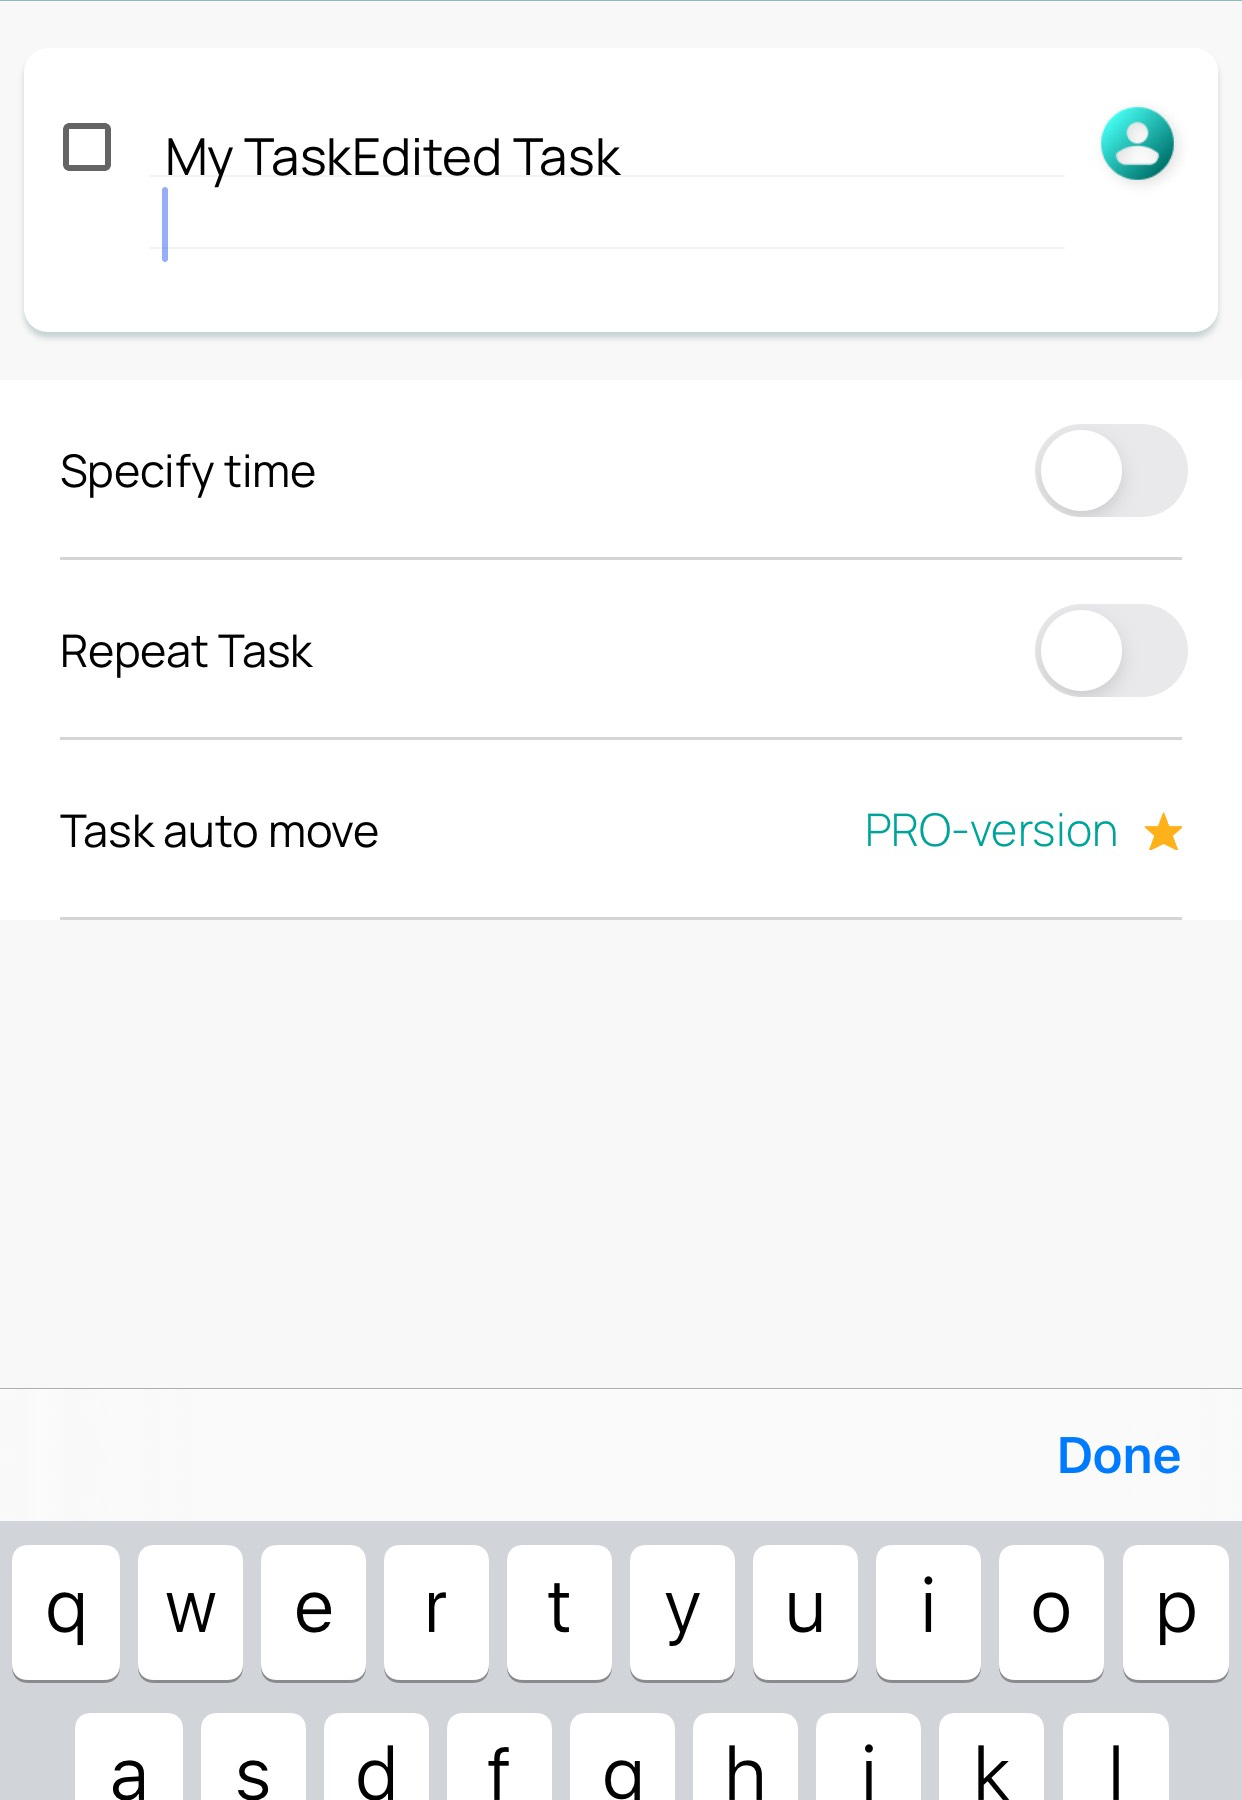 My TaskEdited Task
Specify time
Repeat Task
Task auto move PRO-version
Done
q w e r t y u i o p
a s d f g h j k l